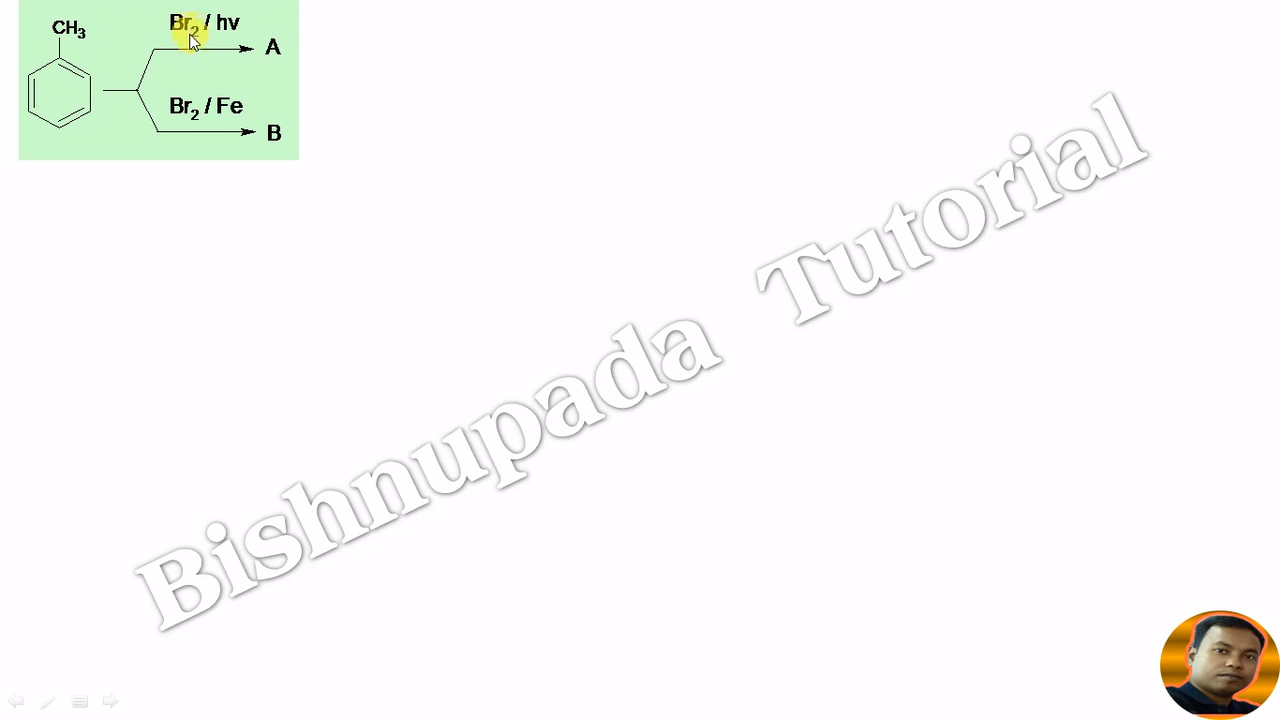 CH₃
Br₂ / hv
A
Br₂ / Fe
B
Bishnupada Tutorial